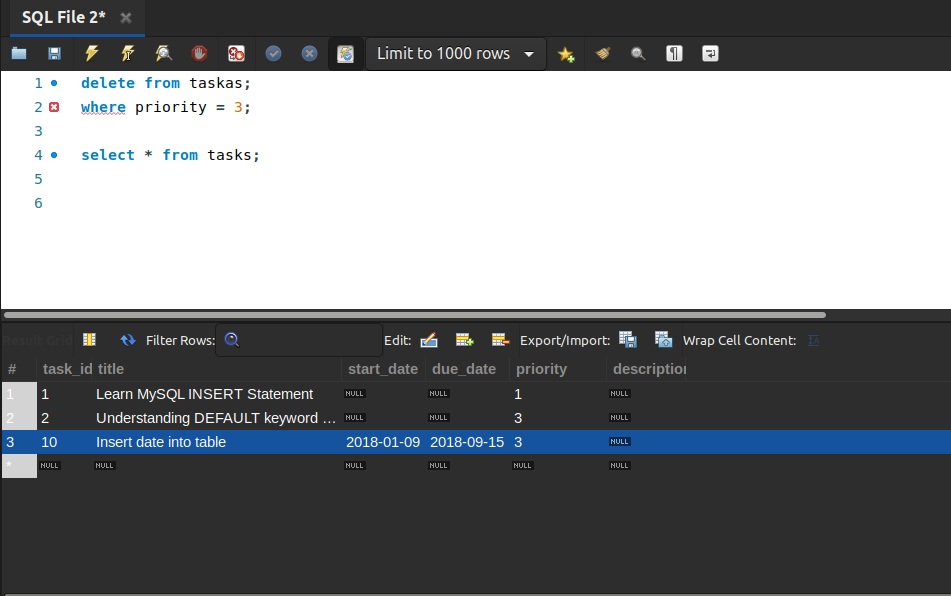 SQL File 2*
Limit to 1000 rows
1 delete from taskas;
2 where priority = 3;
3
4 select * from tasks;
5
6
Result Grid Filter Rows: Edit: Export/Import: Wrap Cell Content: IA
# task_id title start_date due_date priority description
1 1 Learn MySQL INSERT Statement NULL NULL 1 NULL
2 2 Understanding DEFAULT keyword … NULL NULL 3 NULL
3 10 Insert date into table 2018-01-09 2018-09-15 3 NULL
* NULL NULL NULL NULL NULL NULL